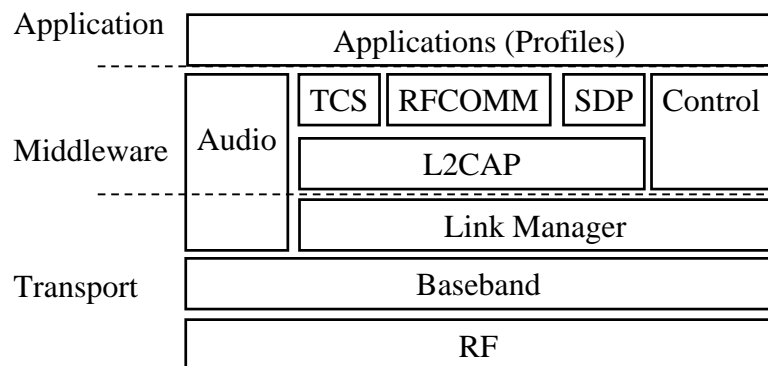 Application
Applications (Profiles)
TCS RFCOMM SDP Control
Audio
Middleware
L2CAP
Link Manager
Transport
Baseband
RF